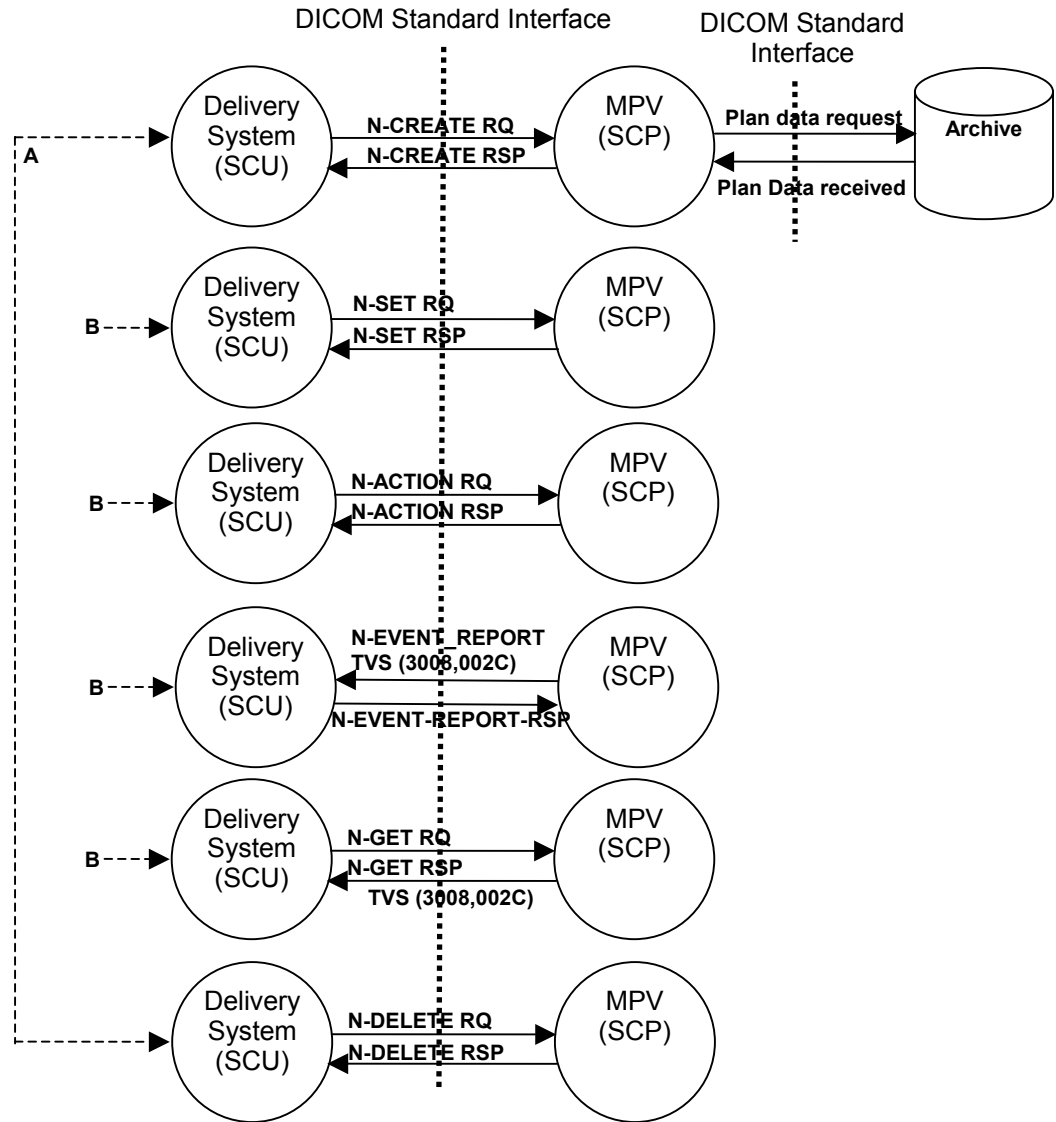 DICOM Standard Interface
DICOM Standard
Interface
Delivery
System
(SCU)
N-CREATE RQ
N-CREATE RSP
MPV
(SCP)
Plan data request
Plan Data received
Archive
A
B
Delivery
System
(SCU)
N-SET RQ
N-SET RSP
MPV
(SCP)
B
Delivery
System
(SCU)
N-ACTION RQ
N-ACTION RSP
MPV
(SCP)
B
Delivery
System
(SCU)
N-EVENT_REPORT
TVS (3008,002C)
N-EVENT-REPORT-RSP
MPV
(SCP)
B
Delivery
System
(SCU)
N-GET RQ
N-GET RSP
TVS (3008,002C)
MPV
(SCP)
Delivery
System
(SCU)
N-DELETE RQ
N-DELETE RSP
MPV
(SCP)